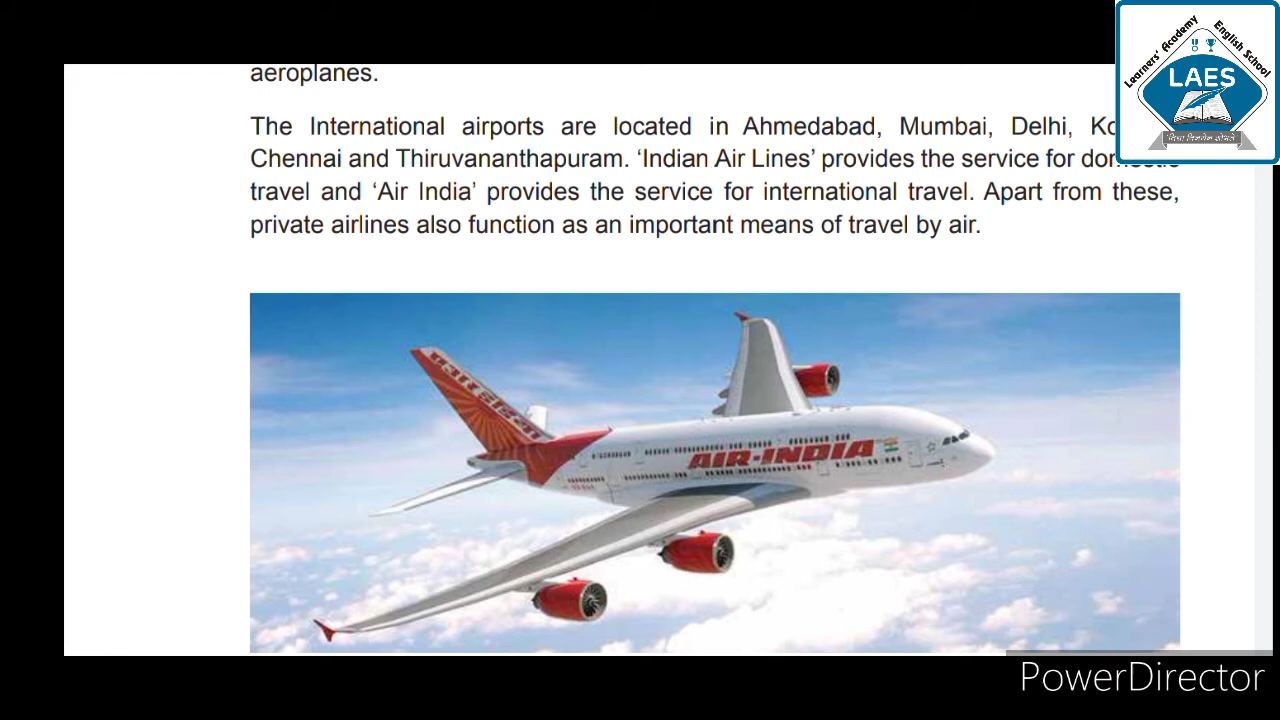 aeroplanes.
The International airports are located in Ahmedabad, Mumbai, Delhi,
Chennai and Thiruvananthapuram. ‘Indian Air Lines’ provides the service for
travel and ‘Air India’ provides the service for international travel. Apart from these,
private airlines also function as an important means of travel by air.
Learners' Academy English School
LAES
AIR-INDIA
PowerDirector